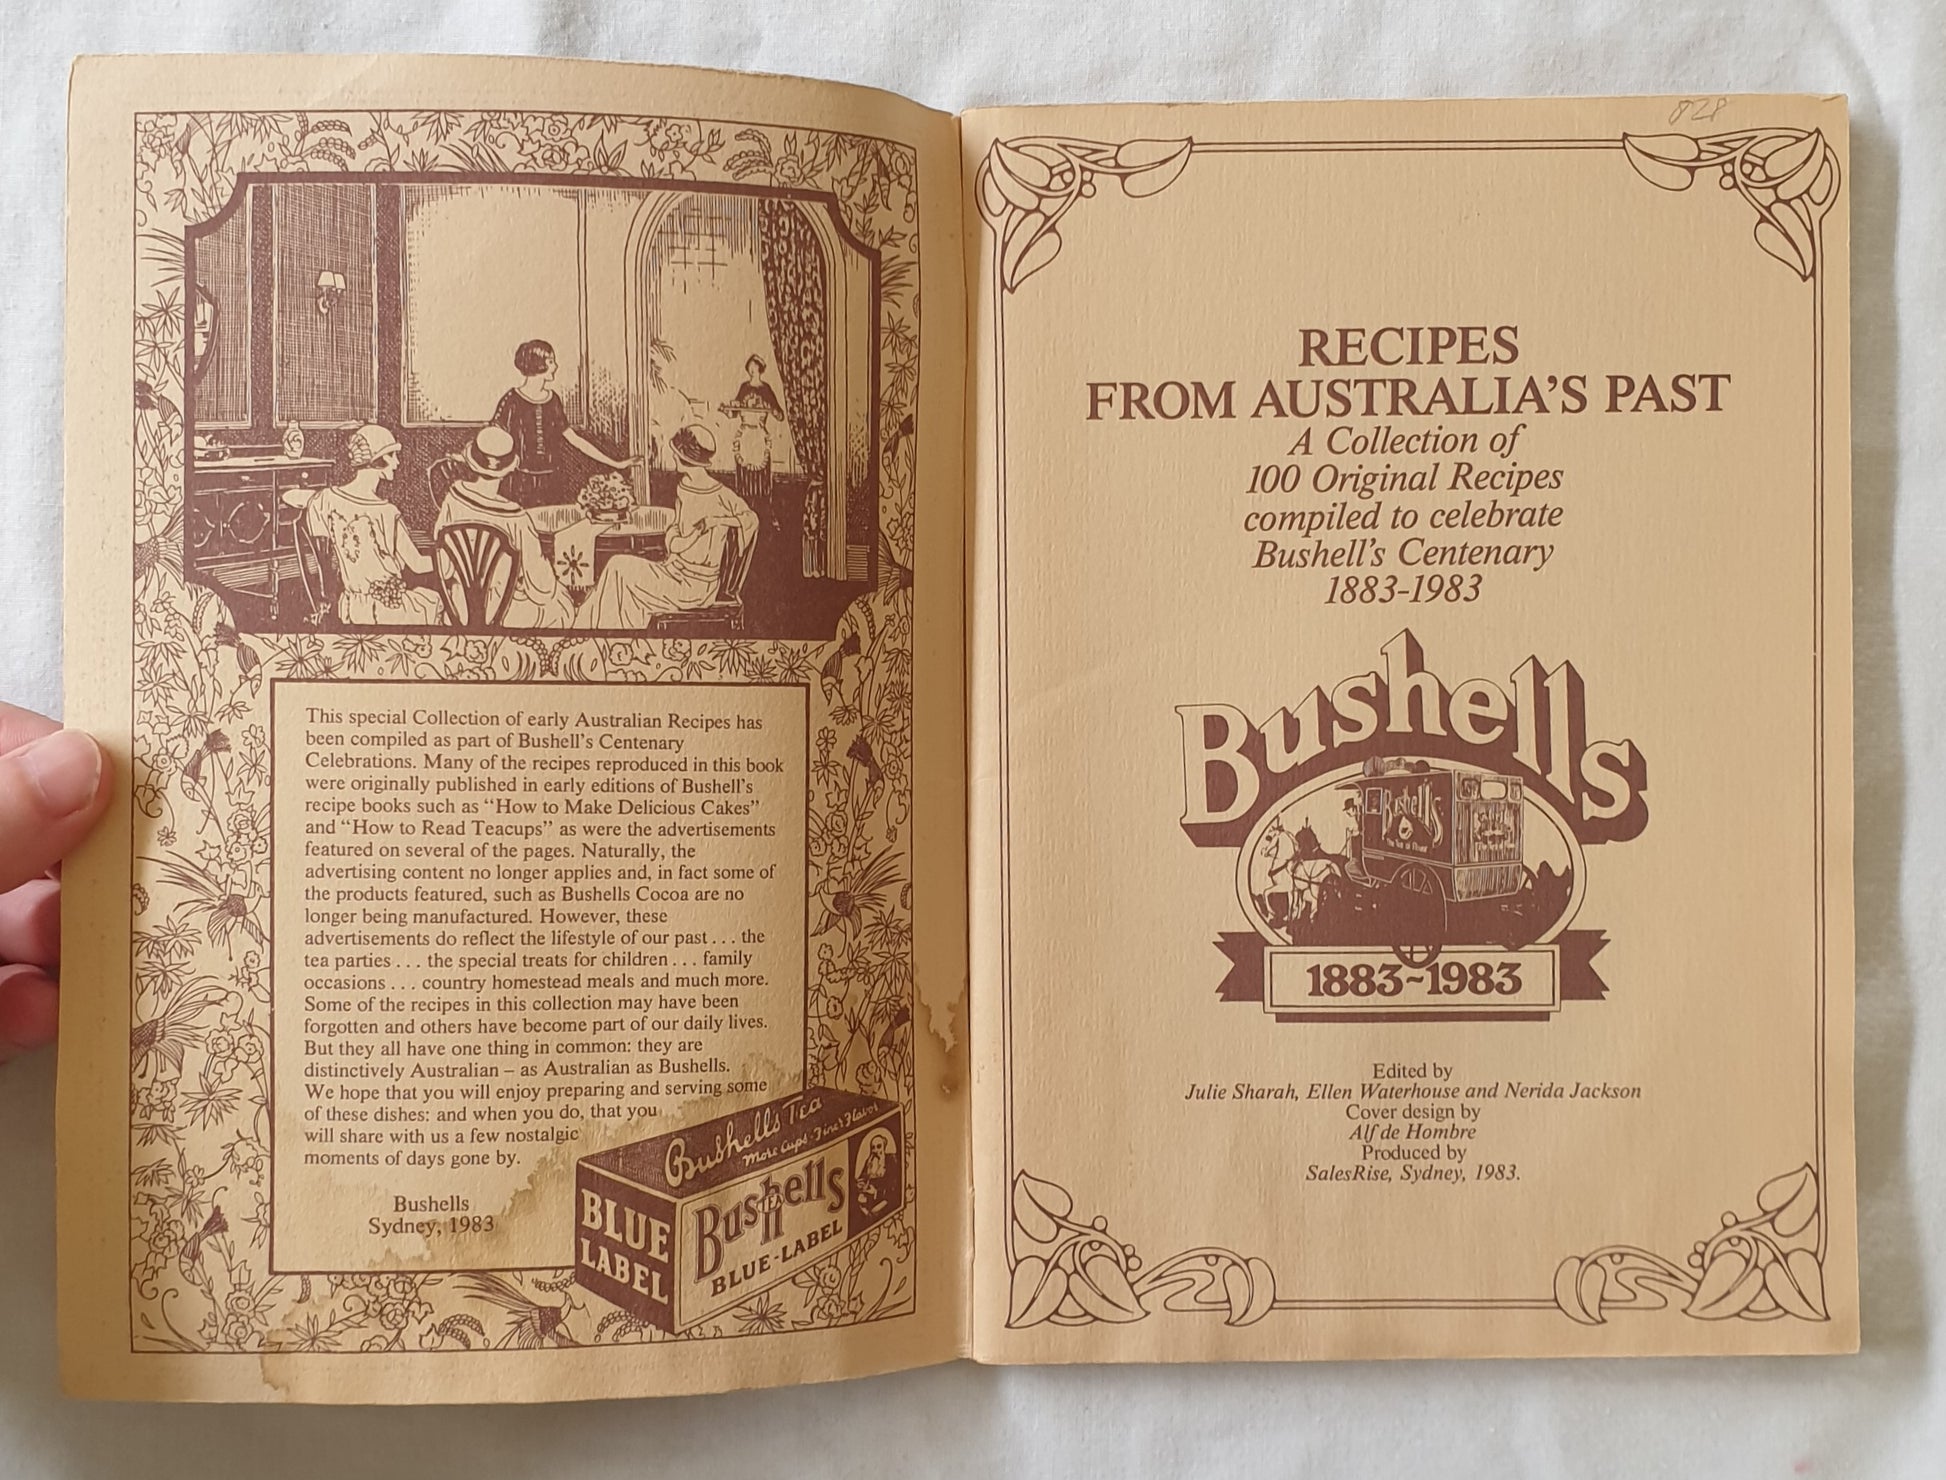 This special Collection of early Australian Recipes has
been compiled as part of Bushell's Centenary
Celebrations. Many of the recipes reproduced in this book
were originally published in early editions of Bushell's
recipe books such as "How to Make Delicious Cakes"
and "How to Read Teacups" as were the advertisements
featured on several of the pages. Naturally, the
advertising content no longer applies and, in fact some of
the products featured, such as Bushells Cocoa are no
longer being manufactured. However, these
advertisements do reflect the lifestyle of our past . . . the
tea parties . . . the special treats for children . . . family
occasions . . . country homestead meals and much more.
Some of the recipes in this collection may have been
forgotten and others have become part of our daily lives.
But they all have one thing in common: they are
distinctively Australian – as Australian as Bushells.
We hope that you will enjoy preparing and serving some
of these dishes: and when you do, that you
will share with us a few nostalgic
moments of days gone by.
Bushells
Sydney, 1983
Bushells Tea
More Cups - Finer Flavor
BLUE
LABEL
Bushells
TEA
BLUE-LABEL
828
RECIPES
FROM AUSTRALIA'S PAST
A Collection of
100 Original Recipes
compiled to celebrate
Bushell's Centenary
1883-1983
Bushells
Bushells
The Tea of Flavor
1883~1983
Edited by
Julie Sharah, Ellen Waterhouse and Nerida Jackson
Cover design by
Alf de Hombre
Produced by
SalesRise, Sydney, 1983.